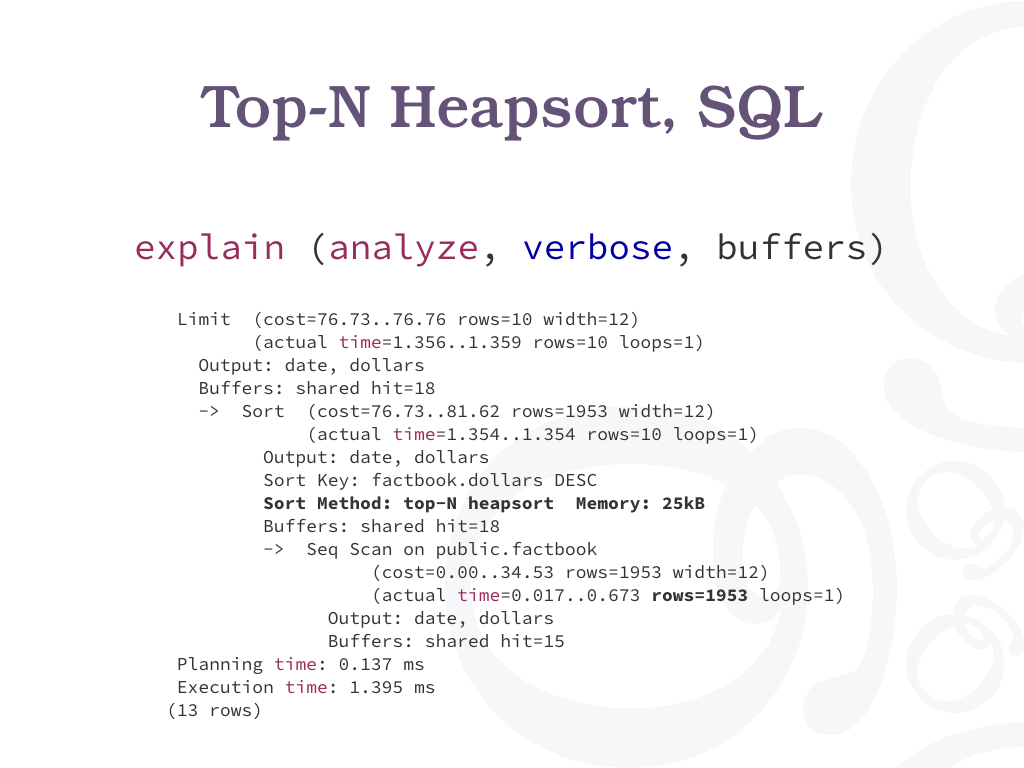 Top-N Heapsort, SQL
explain (analyze, verbose, buffers)
Limit  (cost=76.73..76.76 rows=10 width=12)
       (actual time=1.356..1.359 rows=10 loops=1)
  Output: date, dollars
  Buffers: shared hit=18
  ->  Sort  (cost=76.73..81.62 rows=1953 width=12)
            (actual time=1.354..1.354 rows=10 loops=1)
        Output: date, dollars
        Sort Key: factbook.dollars DESC
        Sort Method: top-N heapsort  Memory: 25kB
        Buffers: shared hit=18
        ->  Seq Scan on public.factbook
                  (cost=0.00..34.53 rows=1953 width=12)
                  (actual time=0.017..0.673 rows=1953 loops=1)
              Output: date, dollars
              Buffers: shared hit=15
Planning time: 0.137 ms
Execution time: 1.395 ms
(13 rows)